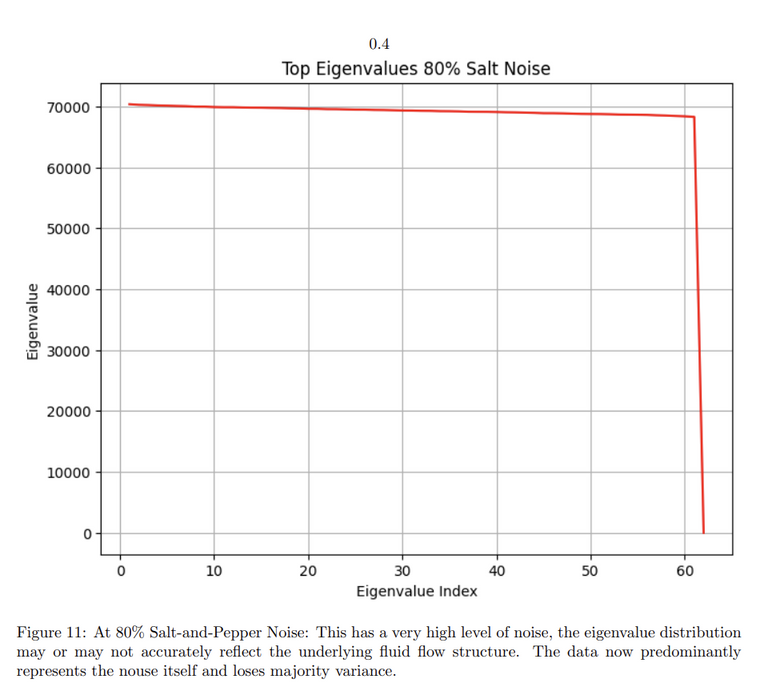 0.4
Top Eigenvalues 80% Salt Noise
70000
60000
50000
40000
30000
20000
10000
0
Eigenvalue
0 10 20 30 40 50 60
Eigenvalue Index
Figure 11: At 80% Salt-and-Pepper Noise: This has a very high level of noise, the eigenvalue distribution
may or may not accurately reflect the underlying fluid flow structure. The data now predominantly
represents the nouse itself and loses majority variance.